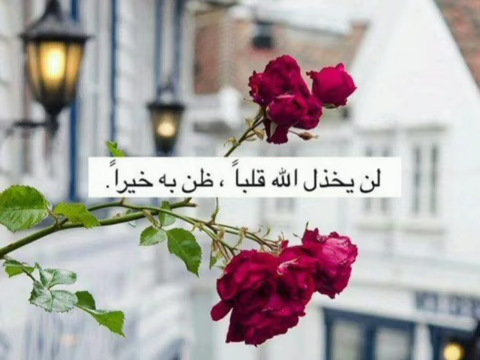 لن يخذل الله قلباً ، ظن به خيراً.